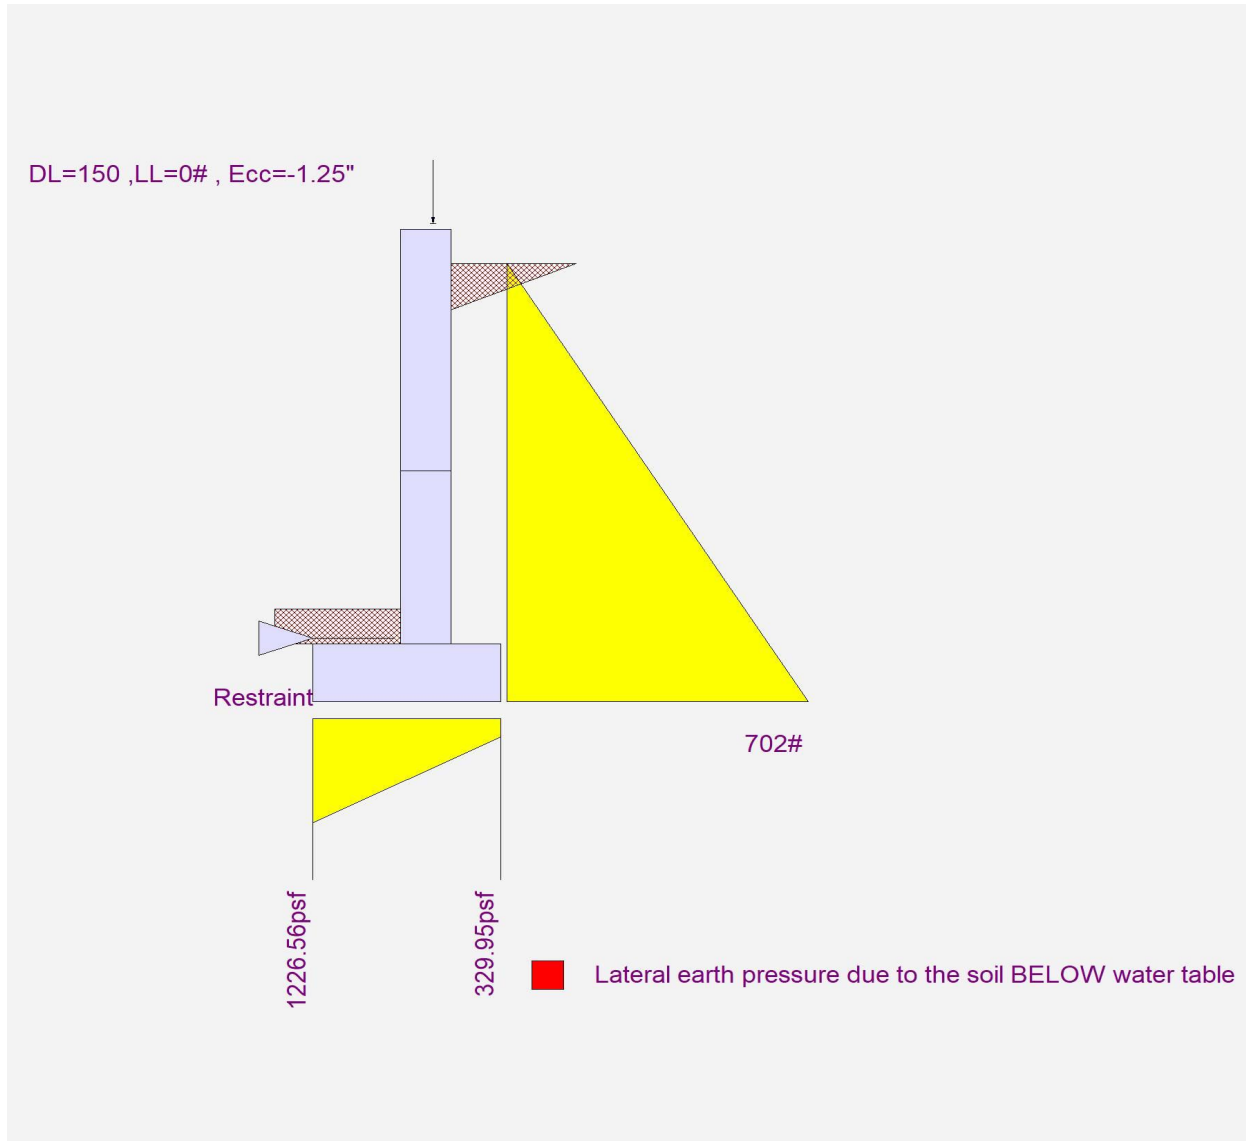 DL=150 ,LL=0# , Ecc=-1.25"
Restraint
702#
1226.56psf
329.95psf
Lateral earth pressure due to the soil BELOW water table